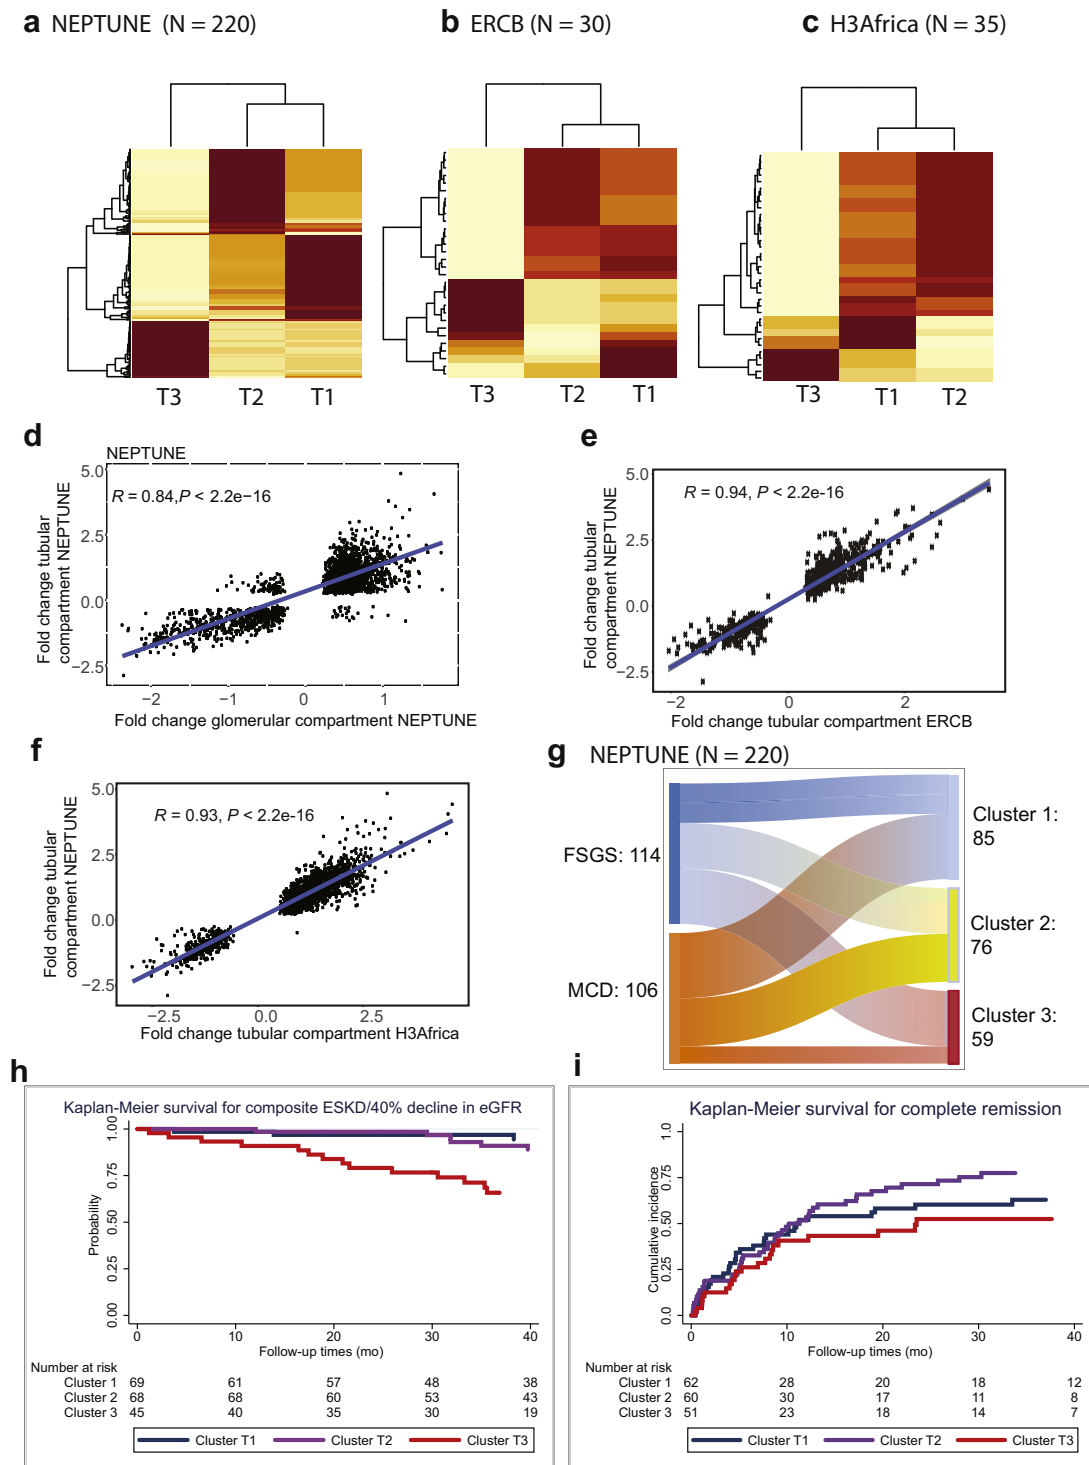 a NEPTUNE (N = 220)
b ERCB (N = 30)
c H3Africa (N = 35)
T3 T2 T1
T3 T2 T1
T3 T1 T2
d
NEPTUNE
R = 0.84, P < 2.2e−16
5.0
2.5
0.0
−2.5
Fold change tubular
compartment NEPTUNE
−2 −1 0 1
Fold change glomerular compartment NEPTUNE
e
R = 0.94, P < 2.2e-16
5.0
2.5
0.0
−2.5
Fold change tubular
compartment NEPTUNE
−2 0 2
Fold change tubular compartment ERCB
f
R = 0.93, P < 2.2e-16
5.0
2.5
0.0
−2.5
Fold change tubular
compartment NEPTUNE
−2.5 0.0 2.5
Fold change tubular compartment H3Africa
g NEPTUNE (N = 220)
FSGS: 114
MCD: 106
Cluster 1:
85
Cluster 2:
76
Cluster 3:
59
h
Kaplan-Meier survival for composite ESKD/40% decline in eGFR
Probability
1.00
0.75
0.50
0.25
0.00
0 10 20 30 40
Follow-up times (mo)
Number at risk
Cluster 1 69 61 57 48 38
Cluster 2 68 68 60 53 43
Cluster 3 45 40 35 30 19
Cluster T1 Cluster T2 Cluster T3
i
Kaplan-Meier survival for complete remission
Cumulative incidence
1.0
0.75
0.50
0.25
0.0
0 10 20 30 40
Follow-up times (mo)
Number at risk
Cluster 1 62 28 20 18 12
Cluster 2 60 30 17 11 8
Cluster 3 51 23 18 14 7
Cluster T1 Cluster T2 Cluster T3